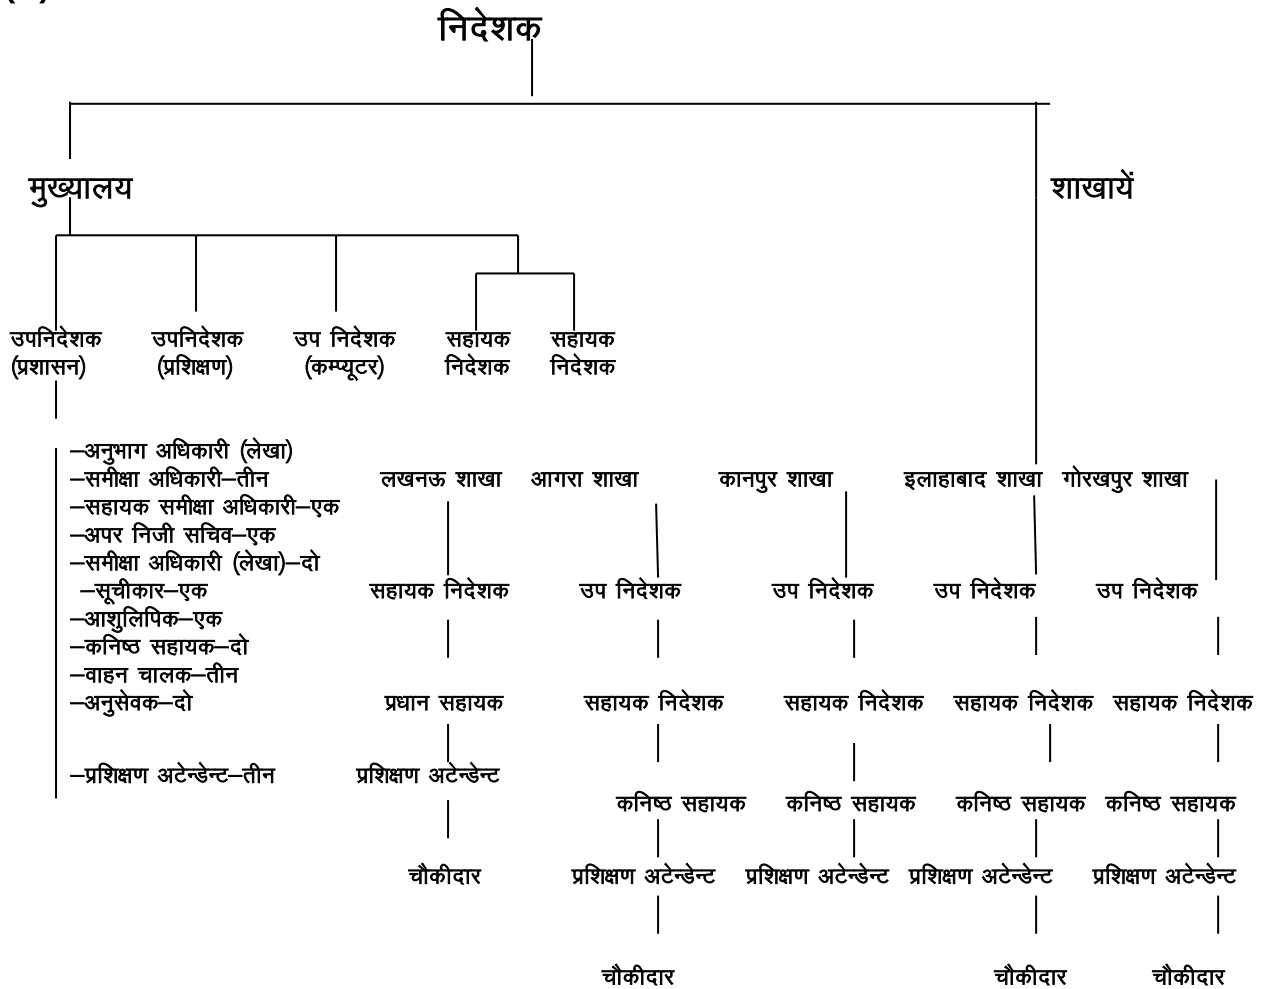 निदेशक
मुख्यालय
शाखायें
उपनिदेशक
(प्रशासन)
उपनिदेशक
(प्रशिक्षण)
उप निदेशक
(कम्प्यूटर)
सहायक
निदेशक
सहायक
निदेशक
–अनुभाग अधिकारी (लेखा)
–समीक्षा अधिकारी–तीन
–सहायक समीक्षा अधिकारी–एक
–अपर निजी सचिव–एक
–समीक्षा अधिकारी (लेखा)–दो
–सूचीकार–एक
–आशुलिपिक–एक
–कनिष्ठ सहायक–दो
–वाहन चालक–तीन
–अनुसेवक–दो
–प्रशिक्षण अटेन्डेन्ट–तीन
लखनऊ शाखा आगरा शाखा कानपुर शाखा इलाहाबाद शाखा गोरखपुर शाखा
सहायक निदेशक उप निदेशक उप निदेशक उप निदेशक उप निदेशक
प्रधान सहायक सहायक निदेशक सहायक निदेशक सहायक निदेशक सहायक निदेशक
प्रशिक्षण अटेन्डेन्ट
कनिष्ठ सहायक कनिष्ठ सहायक कनिष्ठ सहायक कनिष्ठ सहायक
चौकीदार प्रशिक्षण अटेन्डेन्ट प्रशिक्षण अटेन्डेन्ट प्रशिक्षण अटेन्डेन्ट प्रशिक्षण अटेन्डेन्ट
चौकीदार चौकीदार चौकीदार